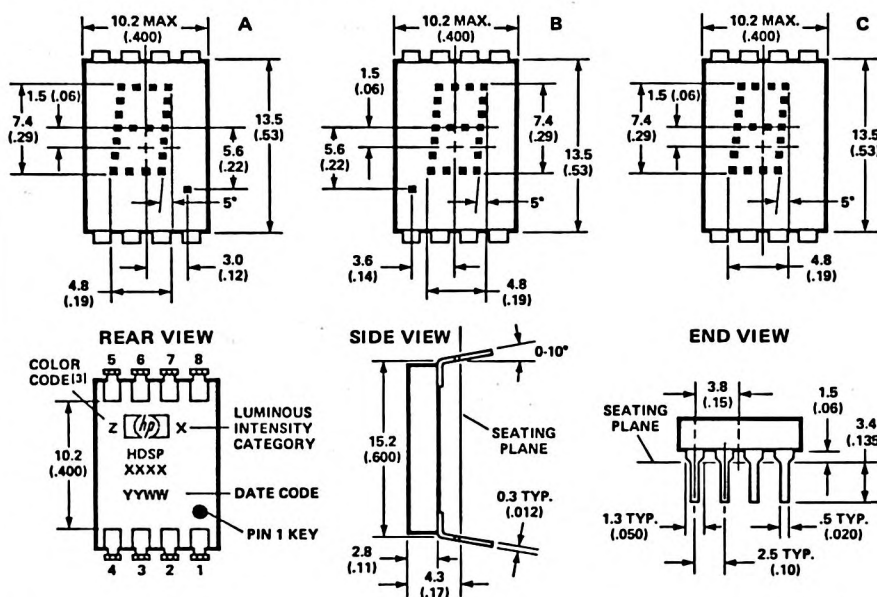 10.2 MAX
(.400)
A
1.5 (.06)
7.4
(.29)
13.5
(.53)
5.6
(.22)
5°
3.0
(.12)
4.8
(.19)
10.2 MAX.
(.400)
B
1.5
(.06)
7.4
(.29)
5.6
(.22)
13.5
(.53)
5°
3.6
(.14)
4.8
(.19)
10.2 MAX.
(.400)
C
1.5 (.06)
7.4
(.29)
13.5
(.53)
5°
4.8
(.19)
REAR VIEW
COLOR
CODE[3]
5 6 7 8
Z hp X
LUMINOUS
INTENSITY
CATEGORY
HDSP
XXXX
10.2
(.400)
YYWW
DATE CODE
PIN 1 KEY
4 3 2 1
SIDE VIEW
0-10°
15.2
(.600)
SEATING
PLANE
0.3 TYP.
(.012)
2.8
(.11)
4.3
(.17)
END VIEW
3.8
(.15)
1.5
(.06)
SEATING
PLANE
3.4
(.135)
1.3 TYP.
(.050)
.5 TYP.
(.020)
2.5 TYP.
(.10)